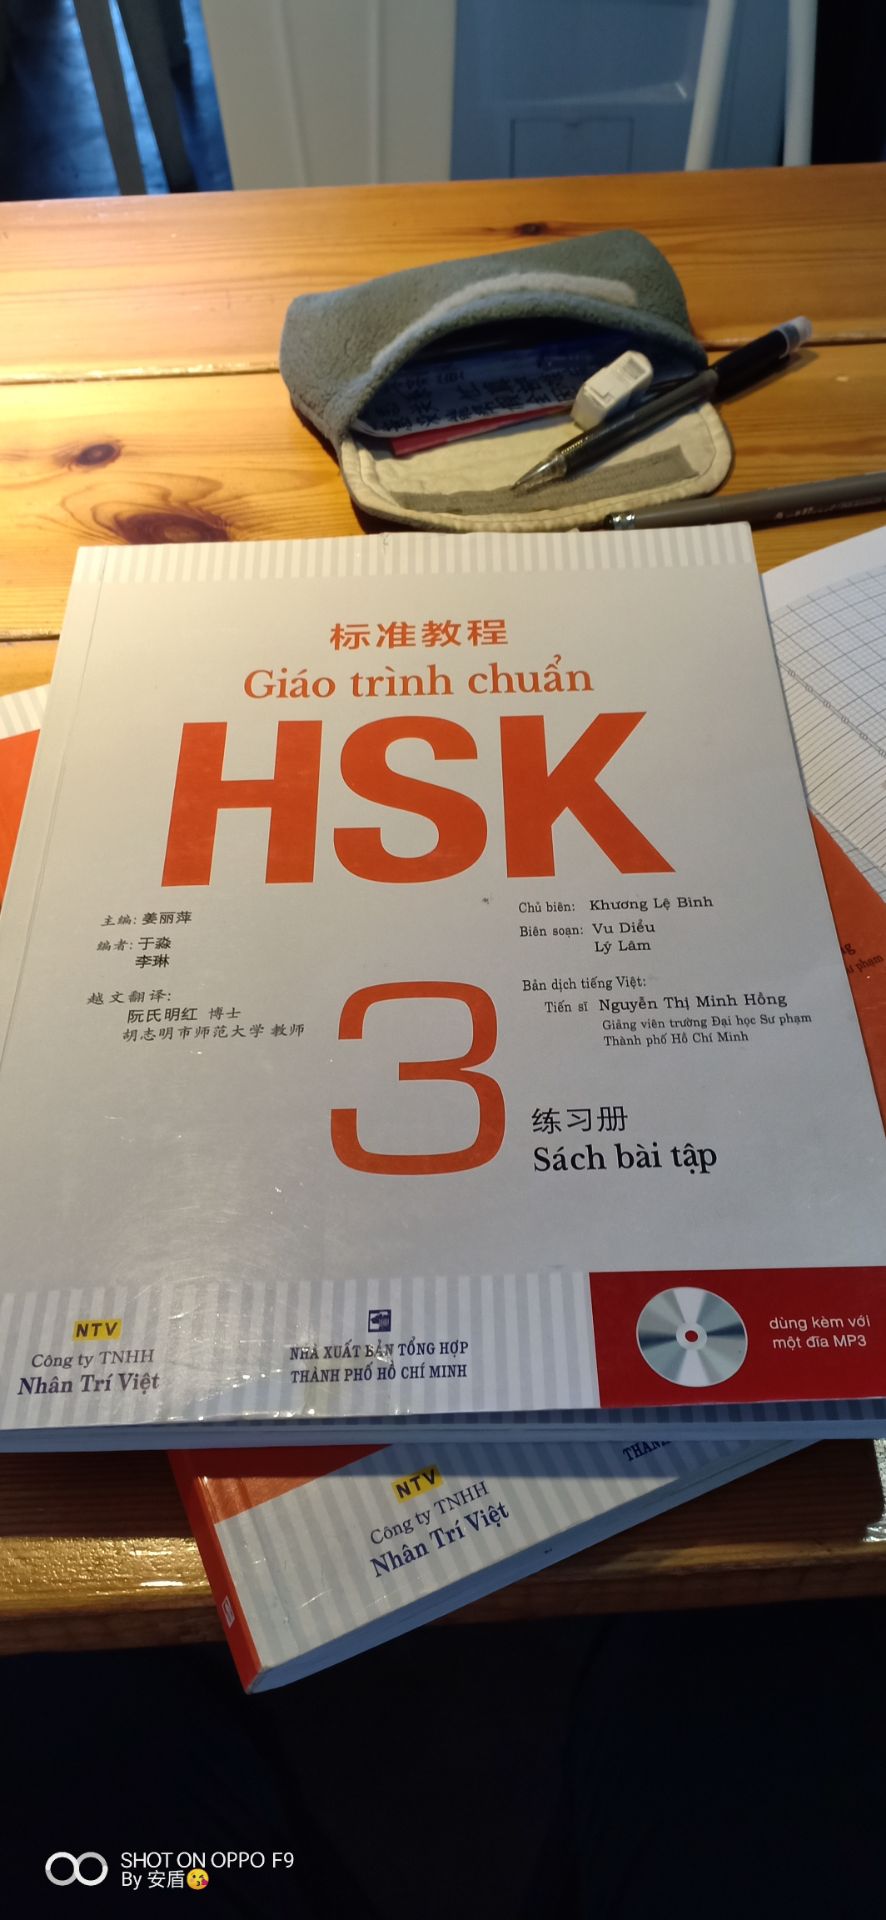 标准教程
Giáo trình chuẩn
HSK
主编: 姜丽萍
编者: 于淼
李琳
越文翻译:
阮氏明红 博士
胡志明市师范大学 教师
Chủ biên: Khương Lệ Bình
Biên soạn: Vu Diểu
Lý Lâm
Bản dịch tiếng Việt:
Tiến sĩ Nguyễn Thị Minh Hồng
Giảng viên trường Đại học Sư phạm
Thành phố Hồ Chí Minh
3
练习册
Sách bài tập
NTV
Công ty TNHH
Nhân Trí Việt
NHÀ XUẤT BẢN TỔNG HỢP
THÀNH PHỐ HỒ CHÍ MINH
dùng kèm với
một đĩa MP3
NTV
Công ty TNHH
Nhân Trí Việt
SHOT ON OPPO F9
By 安盾😘